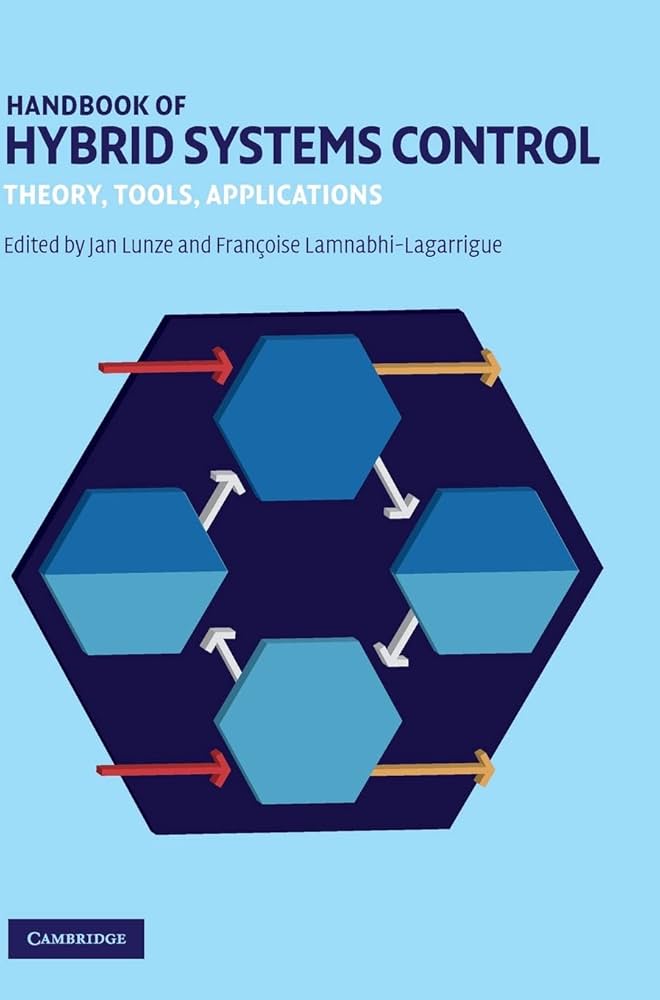 HANDBOOK OF
HYBRID SYSTEMS CONTROL
THEORY, TOOLS, APPLICATIONS
Edited by Jan Lunze and Françoise Lamnabhi-Lagarrigue
CAMBRIDGE